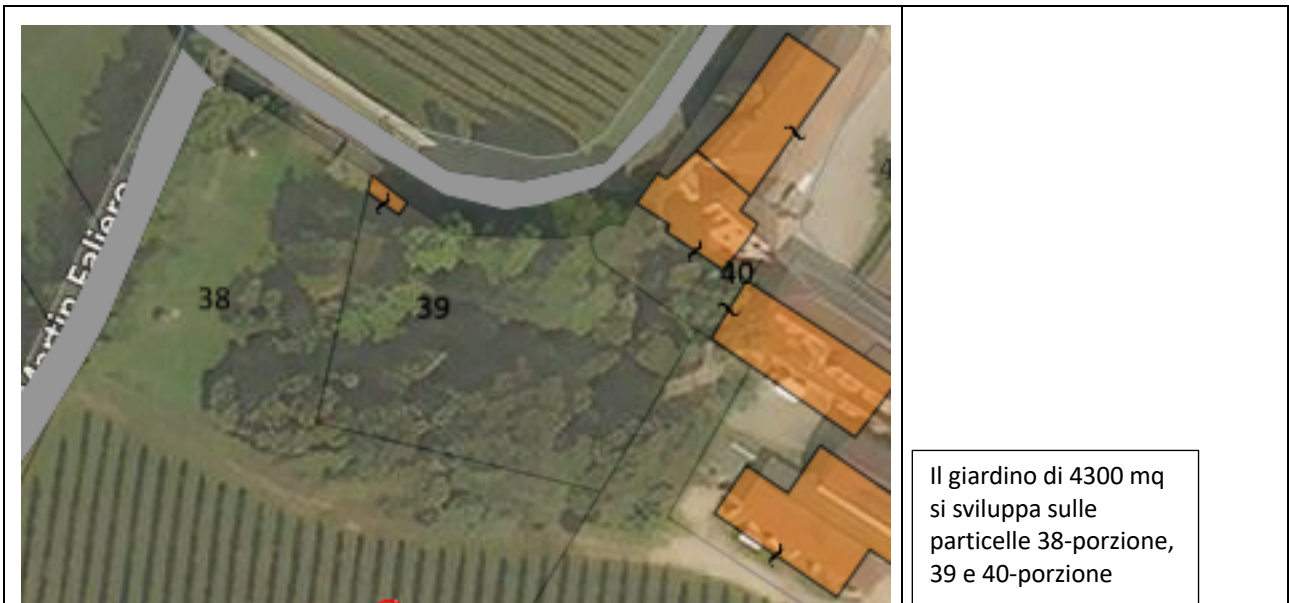 Martin Faliero
38
39
40
4
Il giardino di 4300 mq
si sviluppa sulle
particelle 38-porzione,
39 e 40-porzione